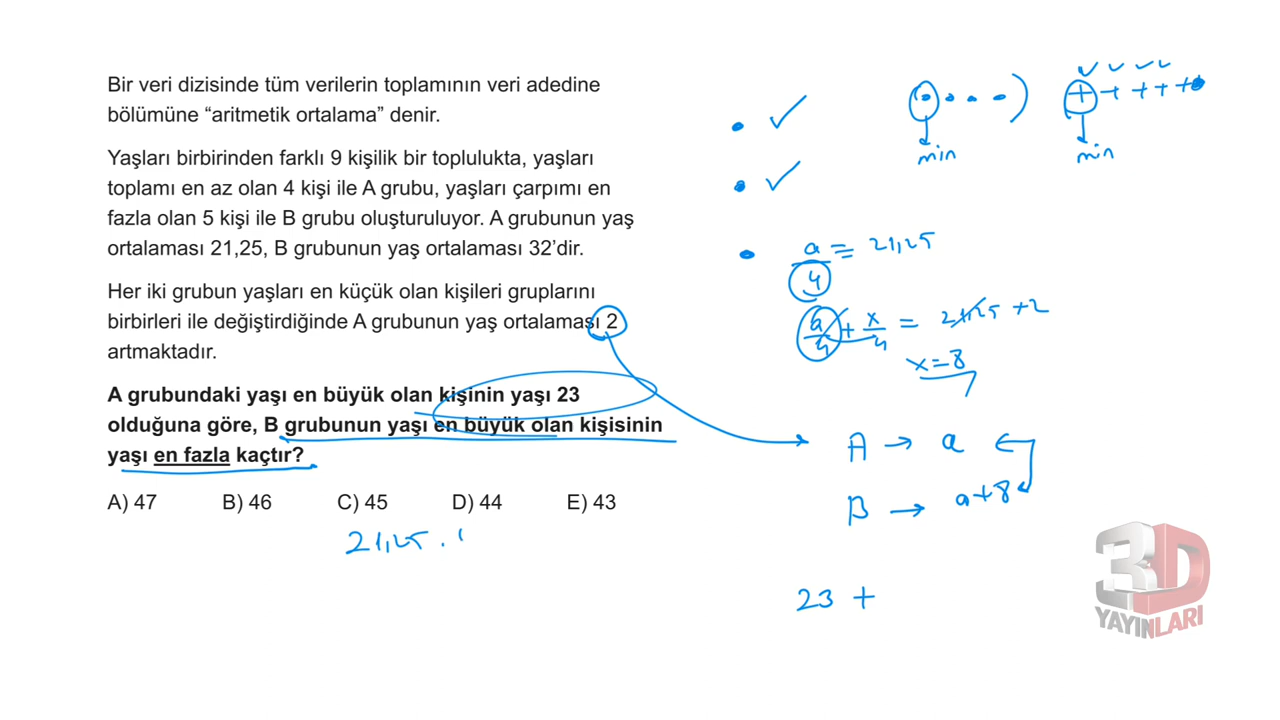 Bir veri dizisinde tüm verilerin toplamının veri adedine
bölümüne “aritmetik ortalama” denir.
Yaşları birbirinden farklı 9 kişilik bir toplulukta, yaşları
toplamı en az olan 4 kişi ile A grubu, yaşları çarpımı en
fazla olan 5 kişi ile B grubu oluşturuluyor. A grubunun yaş
ortalaması 21,25, B grubunun yaş ortalaması 32’dir.
Her iki grubun yaşları en küçük olan kişileri gruplarını
birbirleri ile değiştirdiğinde A grubunun yaş ortalaması 2
artmaktadır.
A grubundaki yaşı en büyük olan kişinin yaşı 23
olduğuna göre, B grubunun yaşı en büyük olan kişisinin
yaşı en fazla kaçtır?
A) 47 B) 46 C) 45 D) 44 E) 43
21,25 .
min min
a/4 = 21,25
a/4 + x/4 = 21,25 + 2
x = 8
A → a
B → a+8
23 +
3D
YAYINLARI